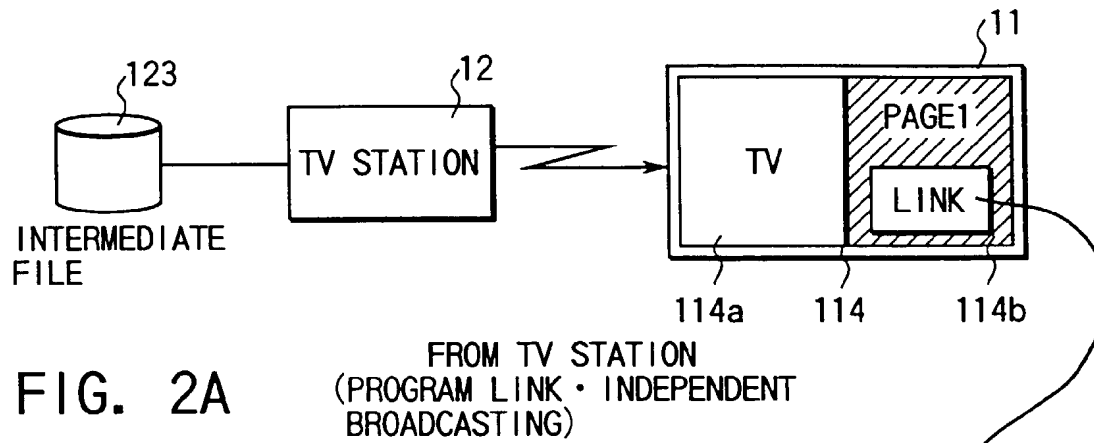 123
12
11
TV STATION
TV
PAGE1
LINK
INTERMEDIATE
FILE
114a
114
114b
FIG. 2A
FROM TV STATION
(PROGRAM LINK・INDEPENDENT
BROADCASTING)